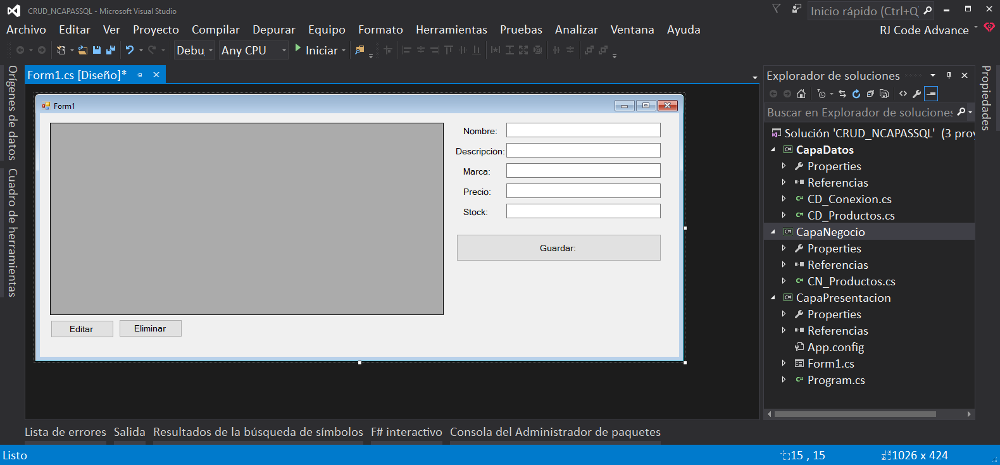 CRUD_NCAPASSQL - Microsoft Visual Studio
Inicio rápido (Ctrl+Q
Archivo Editar Ver Proyecto Compilar Depurar Equipo Formato Herramientas Pruebas Analizar Ventana Ayuda
RJ Code Advance
Debu Any CPU Iniciar
Orígenes de datos
Cuadro de herramientas
Form1.cs [Diseño]*
Form1
Nombre:
Descripcion:
Marca:
Precio:
Stock:
Guardar:
Editar Eliminar
Explorador de soluciones
Buscar en Explorador de soluciones
Solución 'CRUD_NCAPASSQL' (3 proy
CapaDatos
Properties
Referencias
CD_Conexion.cs
CD_Productos.cs
CapaNegocio
Properties
Referencias
CN_Productos.cs
CapaPresentacion
Properties
Referencias
App.config
Form1.cs
Program.cs
Propiedades
Lista de errores Salida Resultados de la búsqueda de símbolos F# interactivo Consola del Administrador de paquetes
Listo 15 , 15 1026 x 424